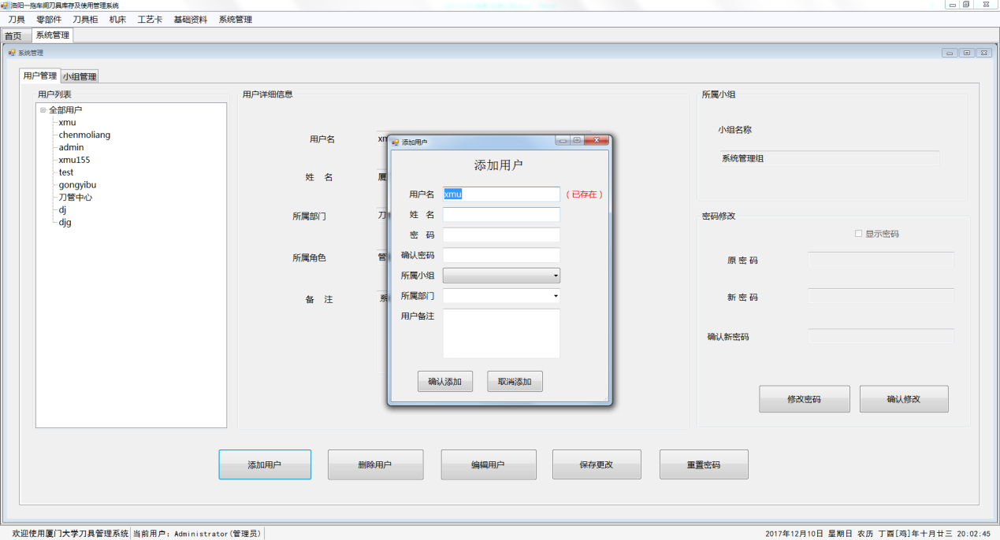 洛阳一拖车间刀具库存及使用管理系统
刀具 零部件 刀具柜 机床 工艺卡 基础资料 系统管理
首页 系统管理
系统管理
用户管理 小组管理
用户列表
全部用户
xmu
chenmoliang
admin
xmu155
test
gongyibu
刀管中心
dj
djg
用户详细信息
用户名
姓 名
所属部门
刀
所属角色
管
备 注
系
添加用户
添加用户
用户名 xmu (已存在)
姓 名
密 码
确认密码
所属小组
所属部门
用户备注
确认添加 取消添加
所属小组
小组名称
系统管理组
密码修改
显示密码
原 密 码
新 密 码
确认新密码
修改密码 确认修改
添加用户 删除用户 编辑用户 保存更改 重置密码
欢迎使用厦门大学刀具管理系统 当前用户: Administrator(管理员) 2017年12月10日 星期日 农历 丁酉[鸡]年十月廿三 20:02:45